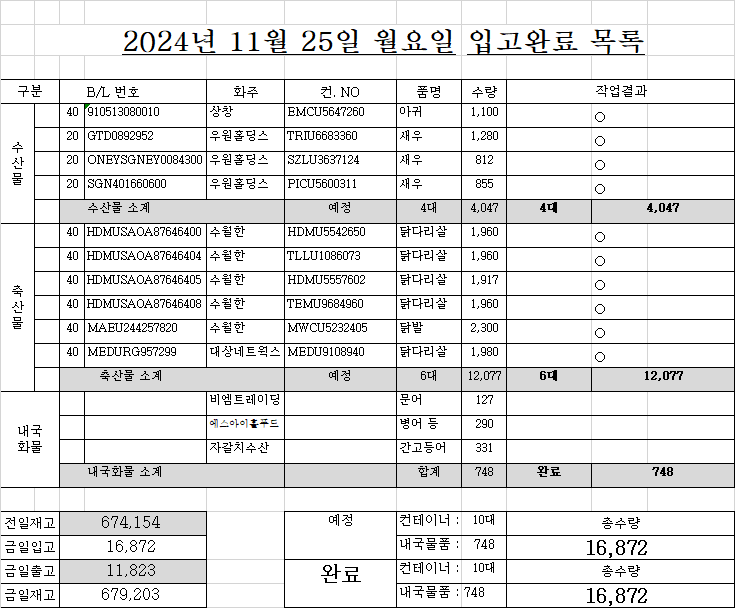 2024년 11월 25일 월요일 입고완료 목록
구분 B/L 번호 화주 컨. NO 품명 수량 작업결과
수산물
40 910513080010 상창 EMCU5647260 아귀 1,100 ○
20 GTD0892952 우원홀딩스 TRIU6683360 새우 1,280 ○
20 ONEYSGNEY0084300 우원홀딩스 SZLU3637124 새우 812 ○
20 SGN401660600 우원홀딩스 PICU5600311 새우 855 ○
수산물 소계 예정 4대 4,047 4대 4,047
축산물
40 HDMUSAOA87646400 수월한 HDMU5542650 닭다리살 1,960 ○
40 HDMUSAOA87646404 수월한 TLLU1086073 닭다리살 1,960 ○
40 HDMUSAOA87646405 수월한 HDMU5557602 닭다리살 1,917 ○
40 HDMUSAOA87646408 수월한 TEMU9684960 닭다리살 1,960 ○
40 MAEU244257820 수월한 MWCU5232405 닭발 2,300 ○
40 MEDURG957299 대상네트웍스 MEDU9108940 닭다리살 1,980 ○
축산물 소계 예정 6대 12,077 6대 12,077
내국
화물
비엠트레이딩 문어 127
에스아이홀푸드 병어 등 290
자갈치수산 간고등어 331
내국화물 소계 합계 748 완료 748
전일재고 674,154 예정 컨테이너 : 10대 총수량
금일입고 16,872 내국물품 : 748 16,872
금일출고 11,823 완료 컨테이너 : 10대 총수량
금일재고 679,203 내국물품 : 748 16,872